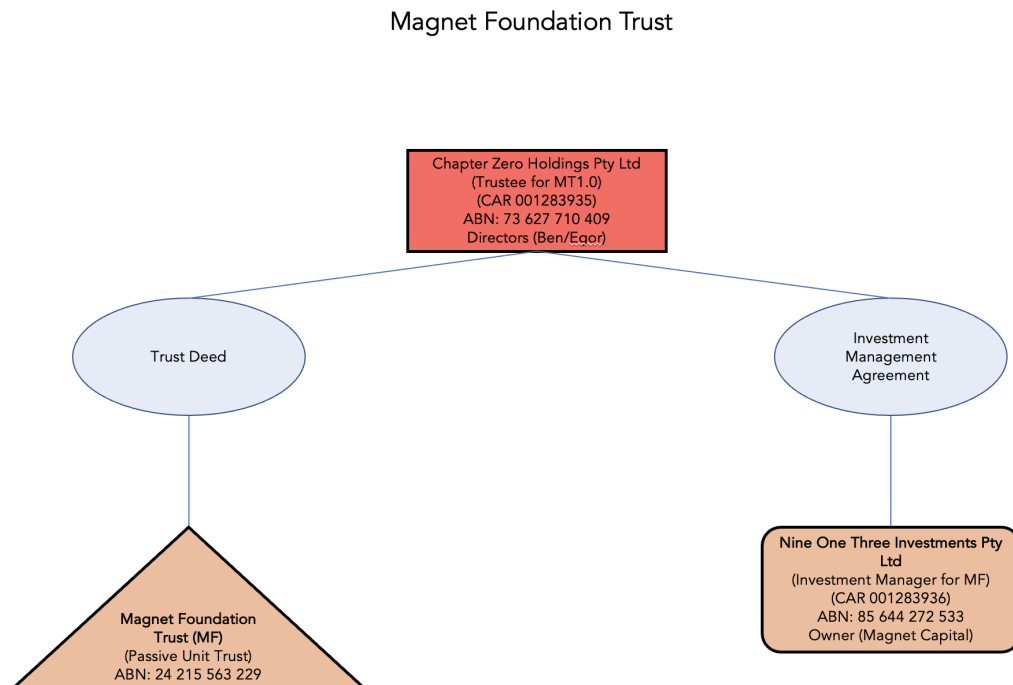 Magnet Foundation Trust
Chapter Zero Holdings Pty Ltd
(Trustee for MT1.0)
(CAR 001283935)
ABN: 73 627 710 409
Directors (Ben/Egor)
Trust Deed
Investment
Management
Agreement
Magnet Foundation
Trust (MF)
(Passive Unit Trust)
ABN: 24 215 563 229
Nine One Three Investments Pty
Ltd
(Investment Manager for MF)
(CAR 001283936)
ABN: 85 644 272 533
Owner (Magnet Capital)